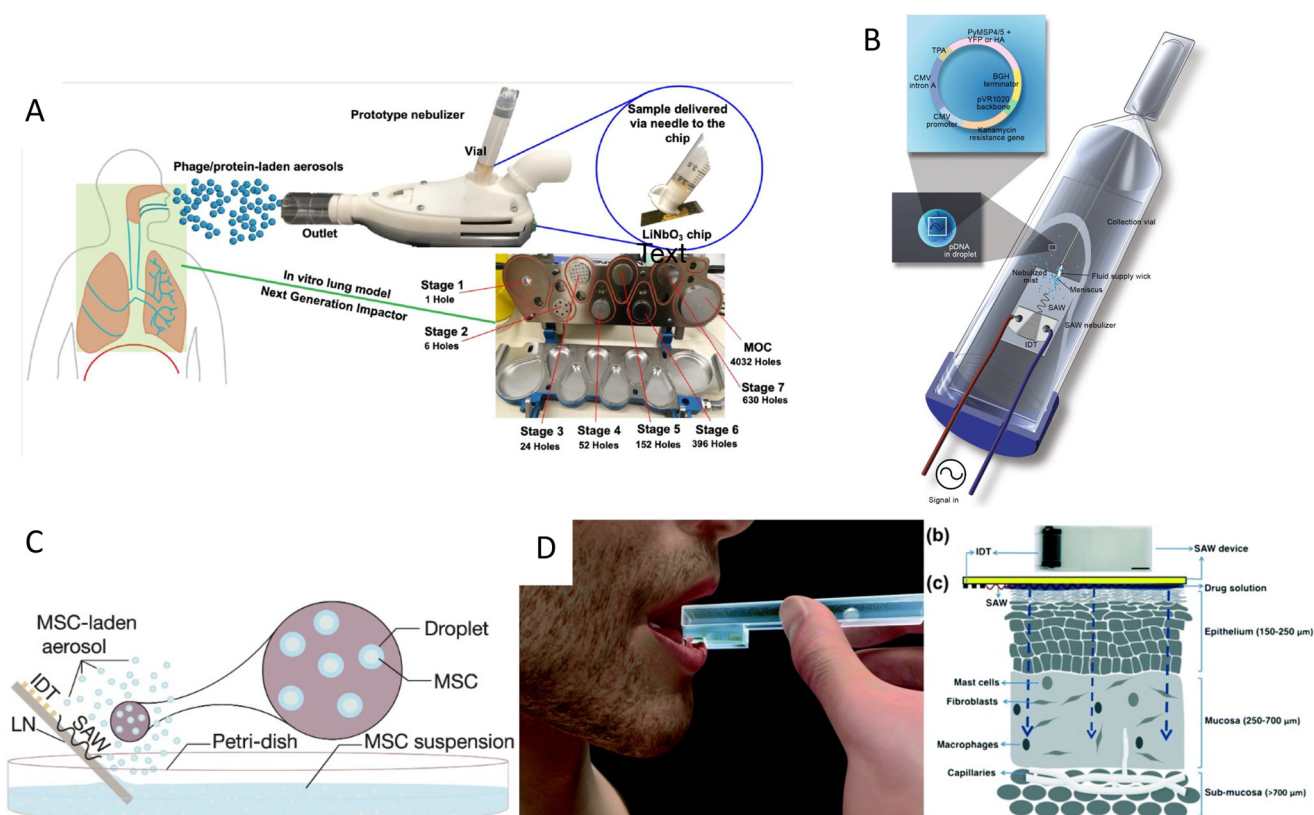 A
Prototype nebulizer
Vial
Sample delivered
via needle to the
chip
LiNbO3 chip
Text
Phage/protein-laden aerosols
Outlet
In vitro lung model
Next Generation Impactor
Stage 1
1 Hole
Stage 2
6 Holes
Stage 3
24 Holes
Stage 4
52 Holes
Stage 5
152 Holes
Stage 6
396 Holes
Stage 7
630 Holes
MOC
4032 Holes
B
PyMSP4/5 +
YFP or HA
TPA
CMV
intron A
BGH
terminator
pVR1020
backbone
CMV
promoter
Kanamycin
resistance gene
pDNA
in droplet
Collection vial
Nebulized
mist
Fluid supply wick
Meniscus
SAW
SAW nebulizer
IDT
Signal in
C
MSC-laden
aerosol
IDT
LN
SAW
Droplet
MSC
Petri-dish
MSC suspension
D
(b)
IDT
SAW device
(c)
Drug solution
SAW
Epithelium (150-250 µm)
Mast cells
Fibroblasts
Mucosa (250-700 µm)
Macrophages
Capillaries
Sub-mucosa (>700 µm)